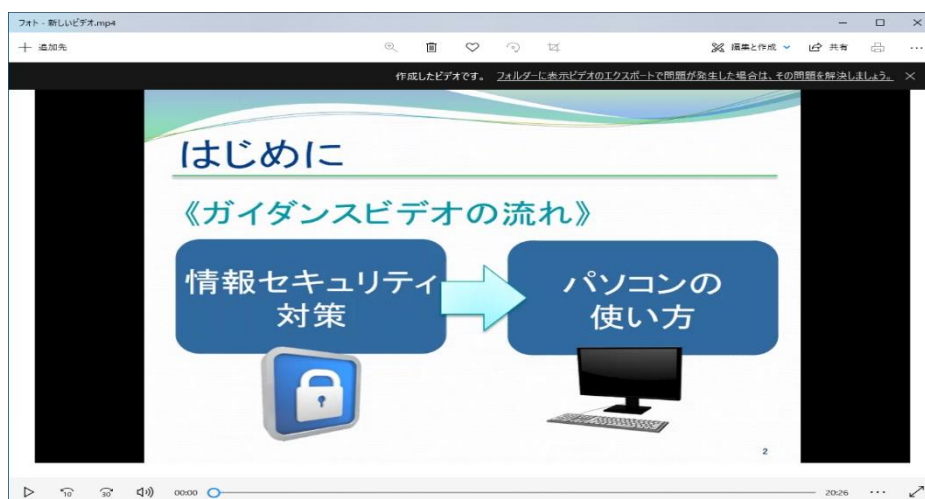 フォト - 新しいビデオ.mp4
追加先
編集と作成
共有
作成したビデオです。 フォルダーに表示ビデオのエクスポートで問題が発生した場合は、その問題を解決しましょう。
はじめに
《ガイダンスビデオの流れ》
情報セキュリティ
対策
パソコンの
使い方
2
10
30
00:00
20:26